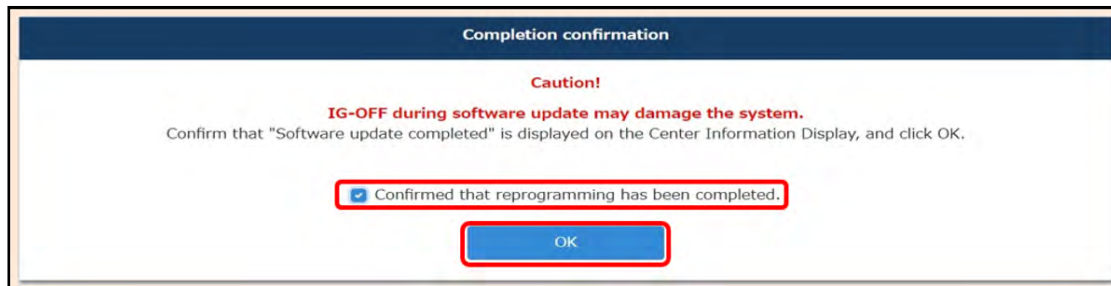 Completion confirmation
Caution!
IG-OFF during software update may damage the system.
Confirm that "Software update completed" is displayed on the Center Information Display, and click OK.
Confirmed that reprogramming has been completed.
OK